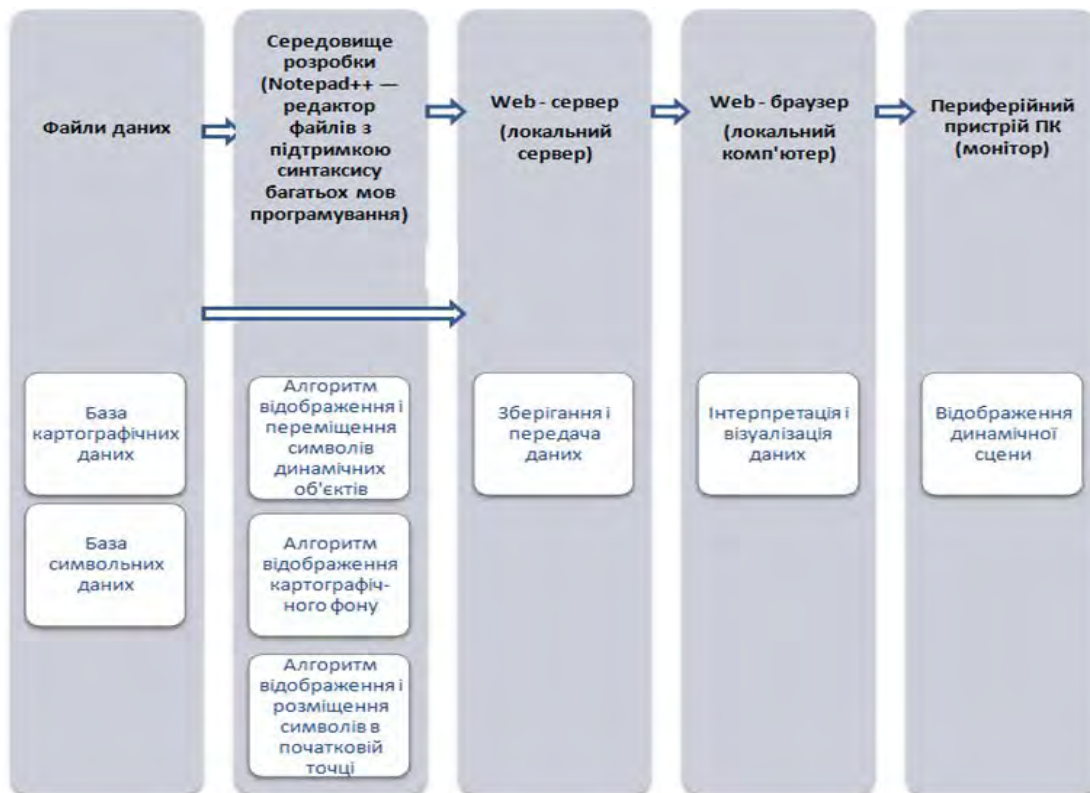 Файли даних
Середовище
розробки
(Notepad++ —
редактор
файлів з
підтримкою
синтаксису
багатьох мов
програмування)
Web - сервер
(локальний
сервер)
Web - браузер
(локальний
комп'ютер)
Периферійний
пристрій ПК
(монітор)
База
картографічних
даних
База
символьних
даних
Алгоритм
відображення і
переміщення
символів
динамічних
об'єктів
Алгоритм
відображення
картографіч-
ного фону
Алгоритм
відображення і
розміщення
символів в
початковій
точці
Зберігання і
передача
даних
Інтерпретація і
візуалізація
даних
Відображення
динамічної
сцени